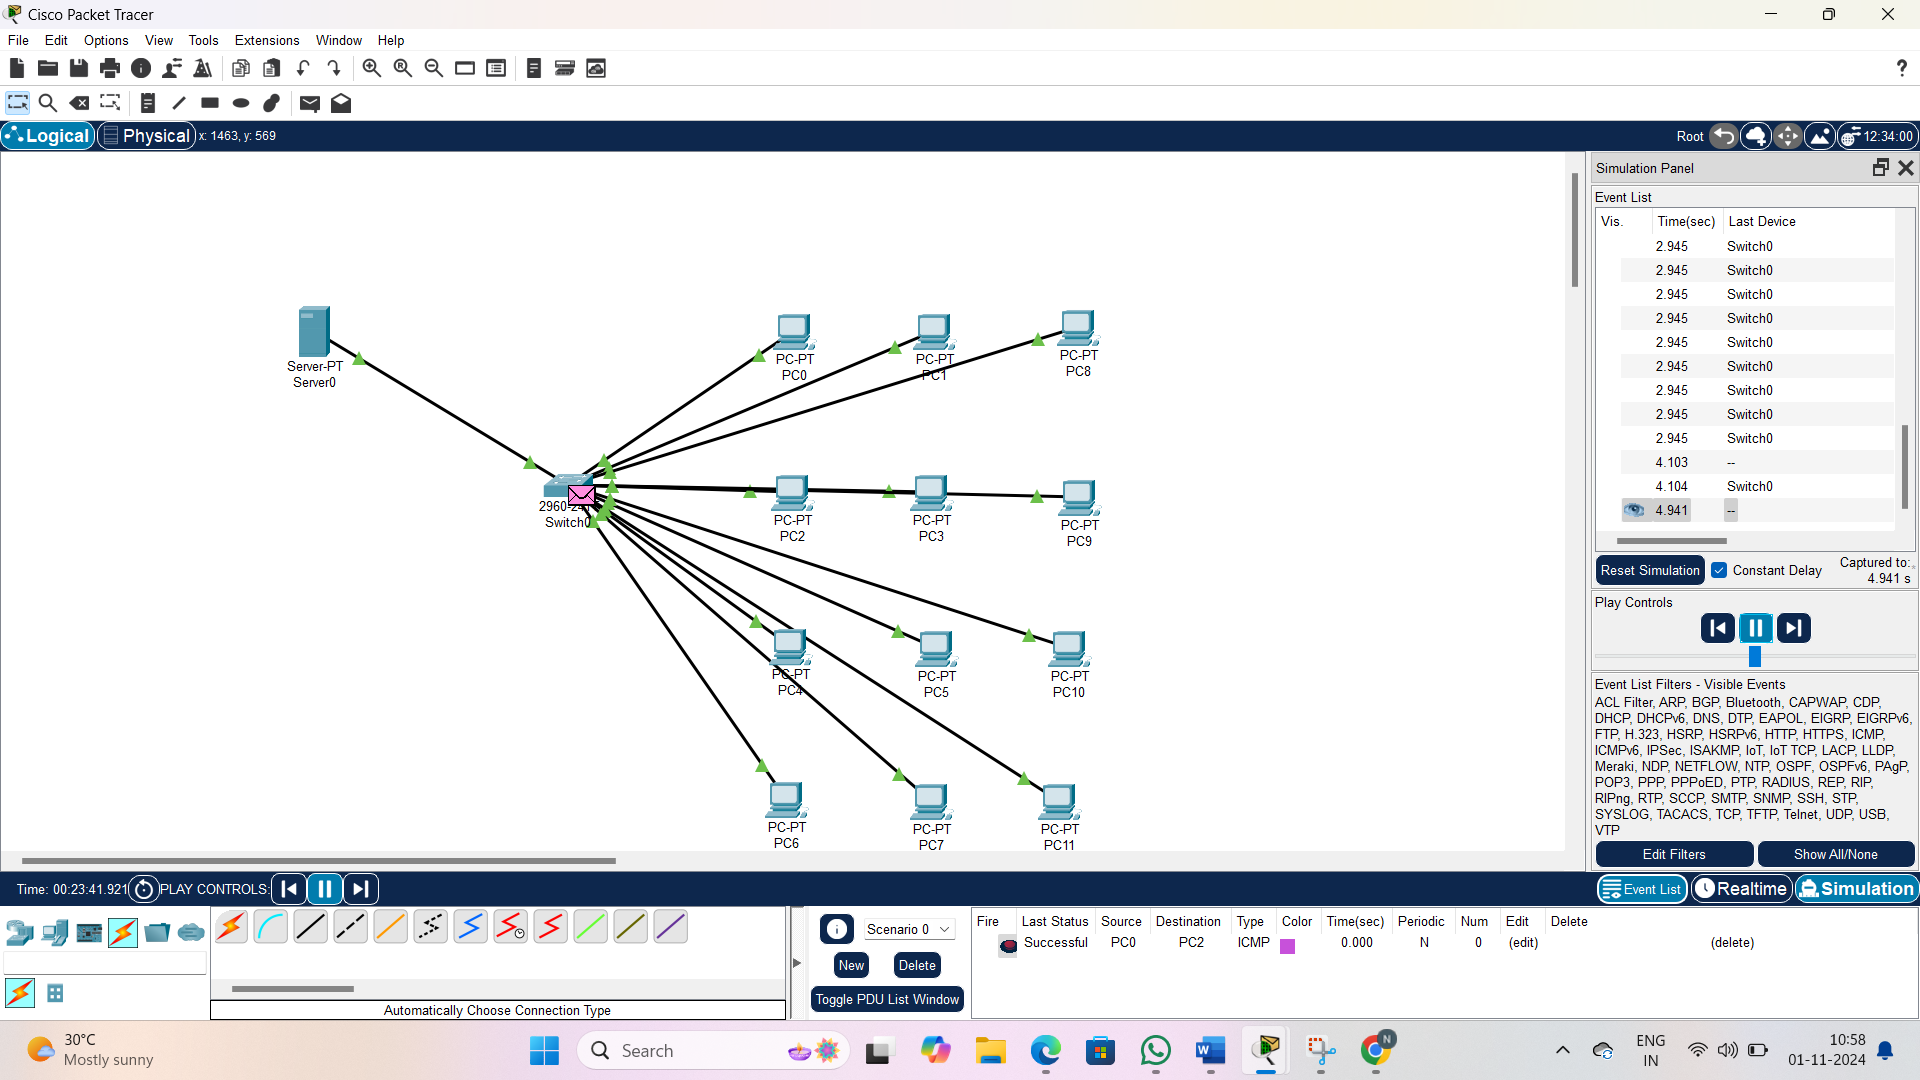 Cisco Packet Tracer
File Edit Options View Tools Extensions Window Help
?
Logical Physical x: 1463, y: 569 Root 12:34:00
Simulation Panel
Event List
Vis. Time(sec) Last Device
2.945 Switch0
2.945 Switch0
2.945 Switch0
2.945 Switch0
2.945 Switch0
2.945 Switch0
2.945 Switch0
2.945 Switch0
2.945 Switch0
4.103 --
4.104 Switch0
4.941 --
Reset Simulation Constant Delay Captured to:
4.941 s
Play Controls
Event List Filters - Visible Events
ACL Filter, ARP, BGP, Bluetooth, CAPWAP, CDP,
DHCP, DHCPv6, DNS, DTP, EAPOL, EIGRP, EIGRPv6,
FTP, H.323, HSRP, HSRPv6, HTTP, HTTPS, ICMP,
ICMPv6, IPSec, ISAKMP, IoT, IoT TCP, LACP, LLDP,
Meraki, NDP, NETFLOW, NTP, OSPF, OSPFv6, PAgP,
POP3, PPP, PPPoED, PTP, RADIUS, REP, RIP,
RIPng, RTP, SCCP, SMTP, SNMP, SSH, STP,
SYSLOG, TACACS, TCP, TFTP, Telnet, UDP, USB,
VTP
Edit Filters Show All/None
Server-PT
Server0
PC-PT
PC0
PC-PT
PC1
PC-PT
PC8
Switch0
PC-PT
PC2
PC-PT
PC3
PC-PT
PC9
PC-PT
PC4
PC-PT
PC5
PC-PT
PC10
PC-PT
PC6
PC-PT
PC7
PC-PT
PC11
Time: 00:23:41.921 PLAY CONTROLS: Event List Realtime Simulation
Scenario 0
New Delete
Toggle PDU List Window
Automatically Choose Connection Type
Fire Last Status Source Destination Type Color Time(sec) Periodic Num Edit Delete
Successful PC0 PC2 ICMP 0.000 N 0 (edit) (delete)
30°C
Mostly sunny
Search
N
ENG
IN
10:58
01-11-2024